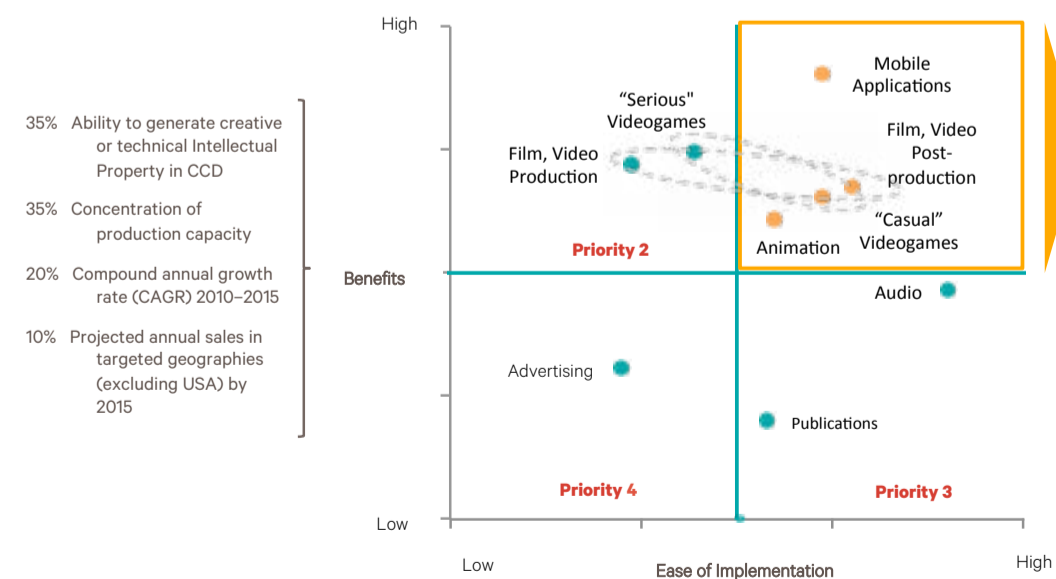 High
Mobile
Applications
“Serious"
Videogames
Film, Video
Post-
production
Film, Video
Production
35% Ability to generate creative
or technical Intellectual
Property in CCD
35% Concentration of
production capacity
20% Compound annual growth
rate (CAGR) 2010–2015
10% Projected annual sales in
targeted geographies
(excluding USA) by
2015
“Casual”
Videogames
Animation
Priority 2
Benefits
Audio
Advertising
Publications
Priority 4
Priority 3
Low
Low
Ease of Implementation
High